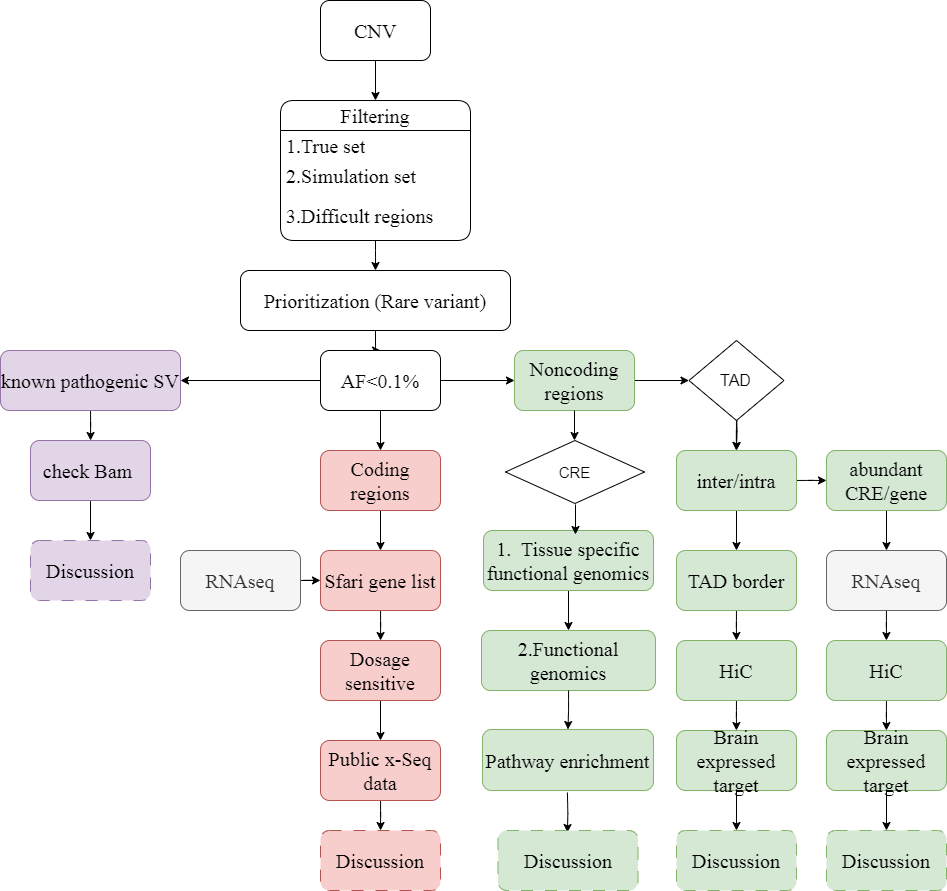 CNV
Filtering
1.True set
2.Simulation set
3.Difficult regions
Prioritization (Rare variant)
known pathogenic SV
AF<0.1%
Noncoding
regions
TAD
check Bam
Coding
regions
CRE
inter/intra
abundant
CRE/gene
Discussion
RNAseq
Sfari gene list
1. Tissue specific
functional genomics
TAD border
RNAseq
Dosage
sensitive
2.Functional
genomics
HiC
HiC
Public x-Seq
data
Pathway enrichment
Brain
expressed
target
Brain
expressed
target
Discussion
Discussion
Discussion
Discussion